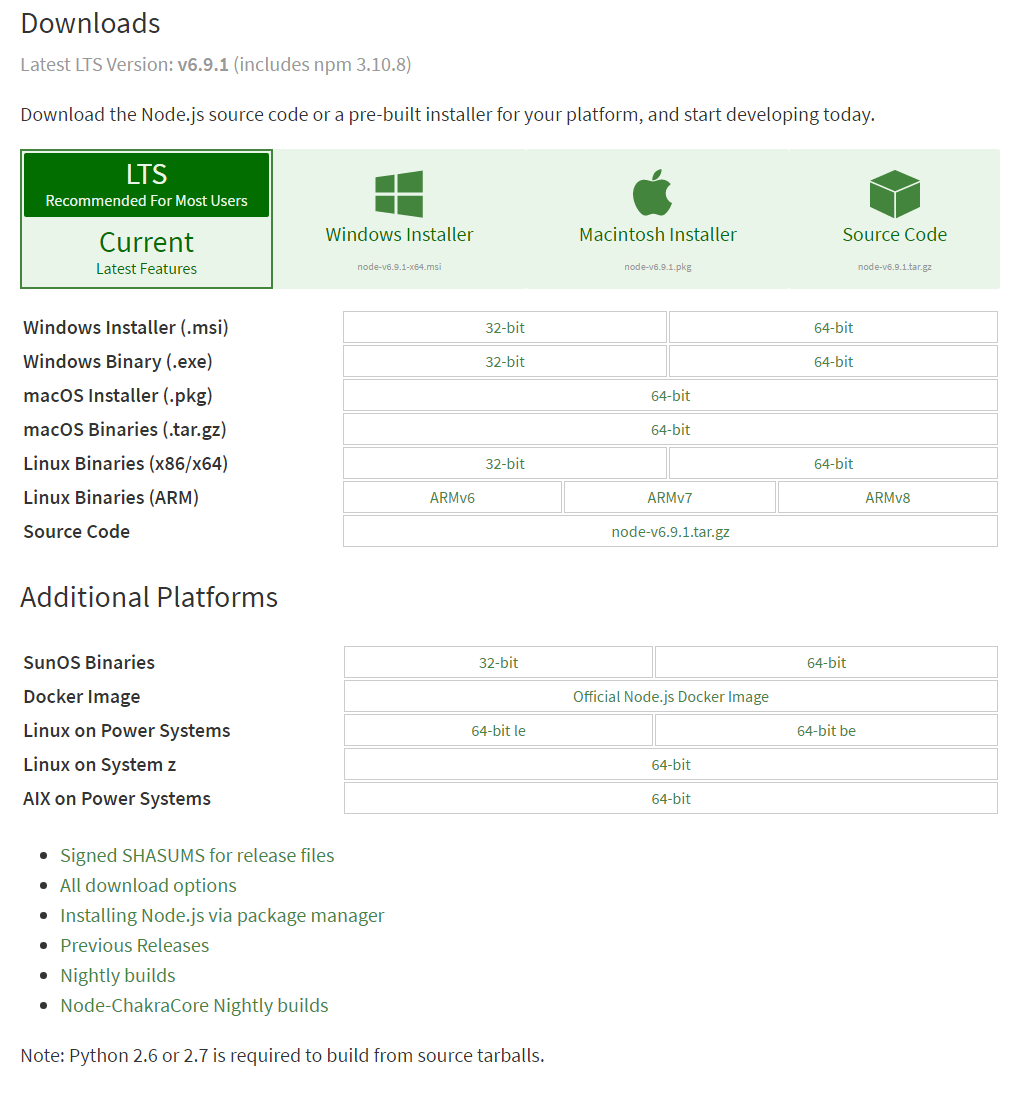 Downloads
Latest LTS Version: v6.9.1 (includes npm 3.10.8)
Download the Node.js source code or a pre-built installer for your platform, and start developing today.
LTS
Recommended For Most Users
Current
Latest Features
Windows Installer
node-v6.9.1-x64.msi
Macintosh Installer
node-v6.9.1.pkg
Source Code
node-v6.9.1.tar.gz
Windows Installer (.msi) 32-bit 64-bit
Windows Binary (.exe) 32-bit 64-bit
macOS Installer (.pkg) 64-bit
macOS Binaries (.tar.gz) 64-bit
Linux Binaries (x86/x64) 32-bit 64-bit
Linux Binaries (ARM) ARMv6 ARMv7 ARMv8
Source Code node-v6.9.1.tar.gz
Additional Platforms
SunOS Binaries 32-bit 64-bit
Docker Image Official Node.js Docker Image
Linux on Power Systems 64-bit le 64-bit be
Linux on System z 64-bit
AIX on Power Systems 64-bit
Signed SHASUMS for release files
All download options
Installing Node.js via package manager
Previous Releases
Nightly builds
Node-ChakraCore Nightly builds
Note: Python 2.6 or 2.7 is required to build from source tarballs.